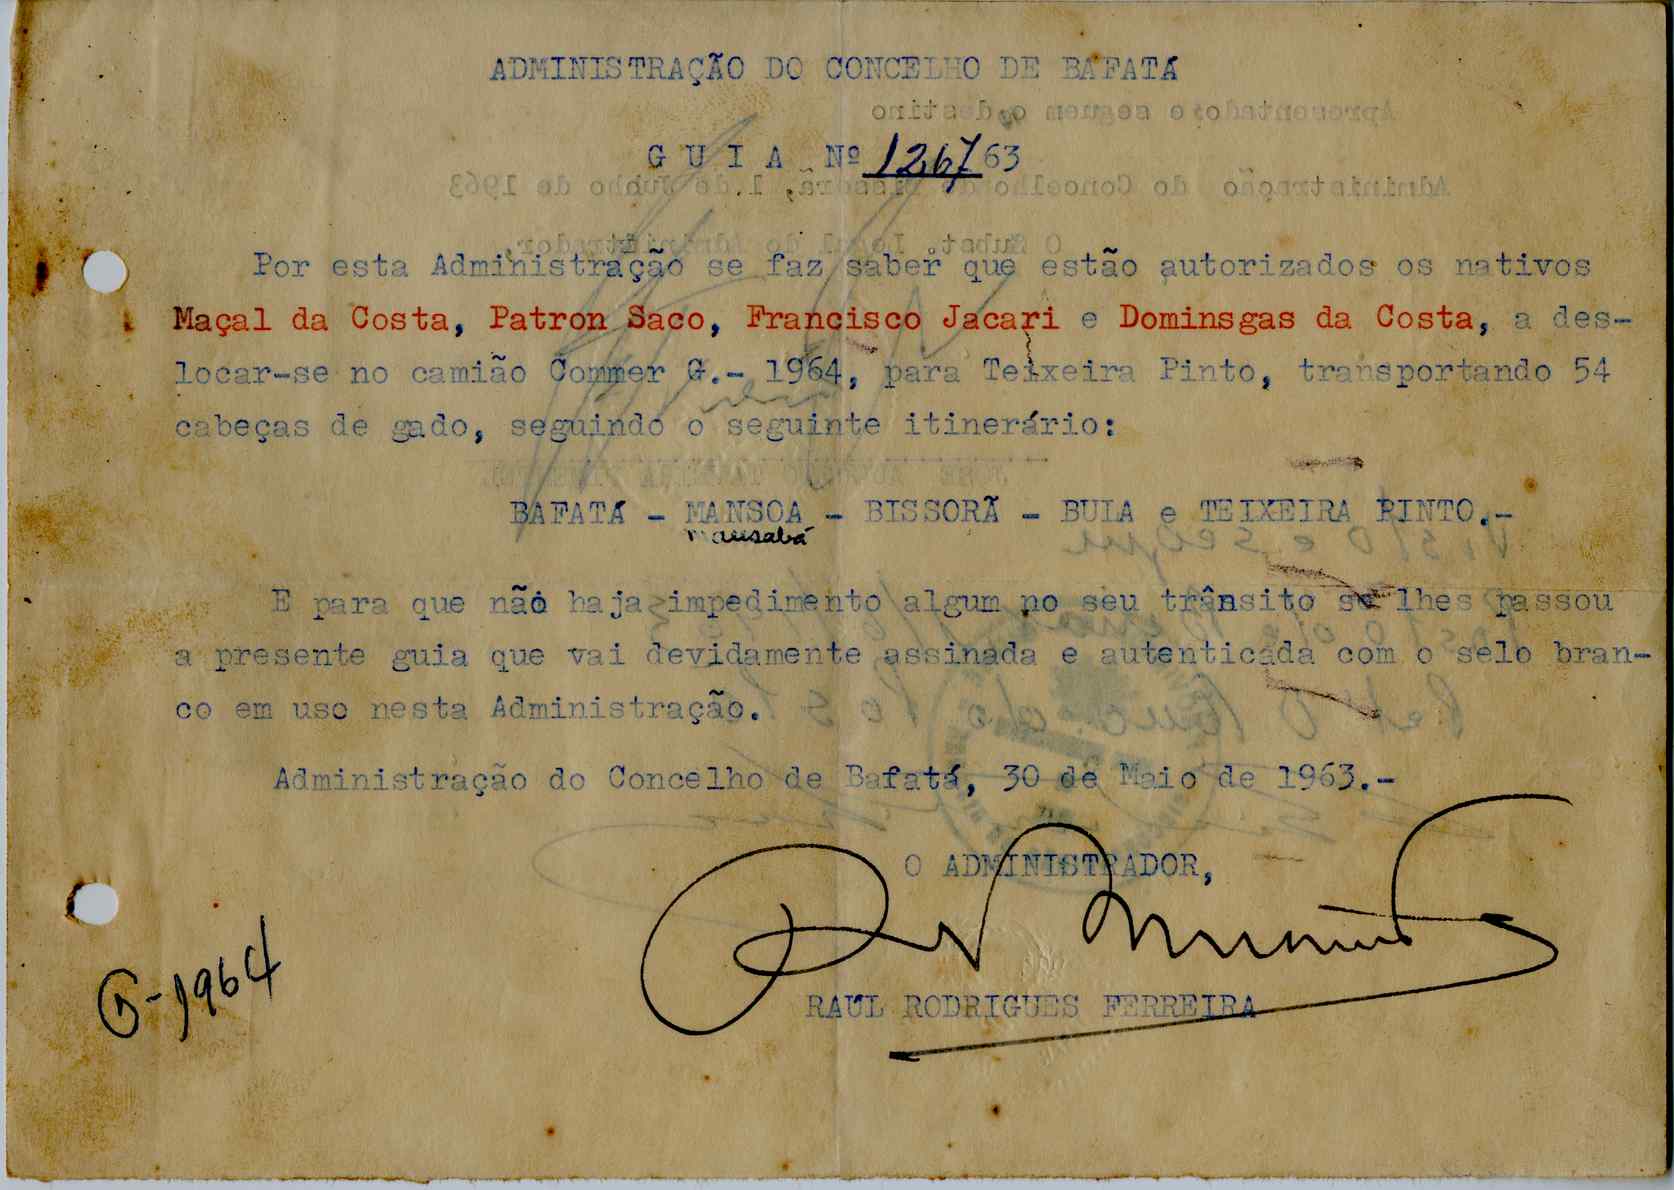 ADMINISTRAÇÃO DO CONCELHO DE BAFATÁ
G U I A Nº 1267/63
Por esta Administração se faz saber que estão autorizados os nativos
Maçal da Costa, Patron Saco, Francisco Jacari e Dominsgas da Costa, a des-
locar-se no camião Commer G.- 1964, para Teixeira Pinto, transportando 54
cabeças de gado, seguindo o seguinte itinerário:
BAFATÁ - MANSOA - BISSORÃ - BULA e TEIXEIRA PINTO.-
Mansabá
E para que não haja impedimento algum no seu trânsito se lhes passou
a presente guia que vai devidamente assinada e autenticada com o selo bran-
co em uso nesta Administração.
Administração do Concelho de Bafatá, 30 de Maio de 1963.-
O ADMINISTRADOR,
RAUL RODRIGUES FERREIRA
G-1964